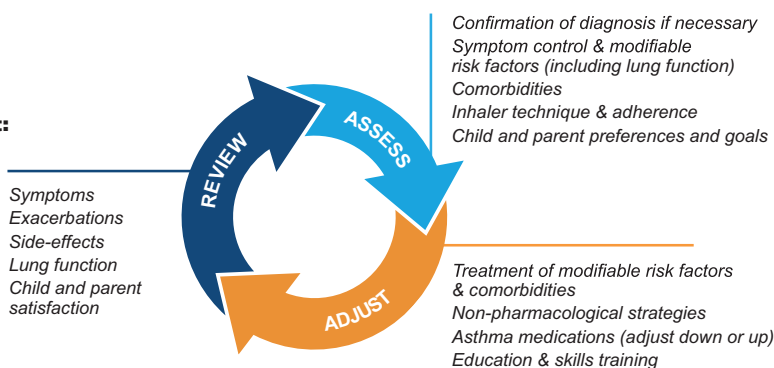 Confirmation of diagnosis if necessary
Symptom control & modifiable
risk factors (including lung function)
Comorbidities
Inhaler technique & adherence
Child and parent preferences and goals
REVIEW
ASSESS
ADJUST
Symptoms
Exacerbations
Side-effects
Lung function
Child and parent
satisfaction
Treatment of modifiable risk factors
& comorbidities
Non-pharmacological strategies
Asthma medications (adjust down or up)
Education & skills training